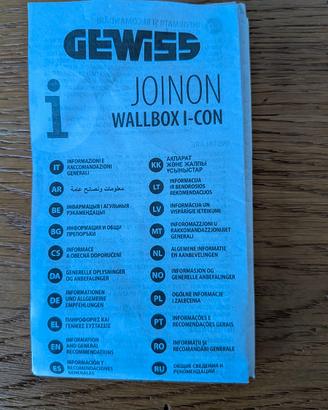 GEWISS
i
JOINON
WALLBOX I-CON
IT INFORMAZIONI E
RACCOMANDAZIONI
GENERALI
AR معلومات ونصائح عامة
BE ІНФАРМАЦЫЯ І АГУЛЬНЫЯ
РЭКАМЕНДАЦЫІ
BG ИНФОРМАЦИЯ И ОБЩИ
ПРЕПОРЪКИ
CS INFORMACE
A OBECNÁ DOPORUČENÍ
DA GENERELLE OPLYSNINGER
OG ANBEFALINGER
DE INFORMATIONEN
UND ALLGEMEINE
EMPFEHLUNGEN
EL ΠΛΗΡΟΦΟΡΙΕΣ ΚΑΙ
ΓΕΝΙΚΕΣ ΣΥΣΤΑΣΕΙΣ
EN INFORMATION
AND GENERAL
RECOMMENDATIONS
ES INFORMACIÓN Y
RECOMENDACIONES
GENERALES
KK АҚПАРАТ
ЖӘНЕ ЖАЛПЫ
ҰСЫНЫСТАР
LT INFORMACIJA
IR BENDROSIOS
REKOMENDACIJOS
LV INFORMĀCIJA UN
VISPĀRĪGIE IETEIKUMI
MT INFORMAZZJONI U
RAKKOMANDAZZJONIJIET
ĠENERALI
NL ALGEMENE INFORMATIE
EN AANBEVELINGEN
NO INFORMASJON OG
GENERELLE ANBEFALINGER
PL OGÓLNE INFORMACJE
I ZALECENIA
PT INFORMAÇÕES E
RECOMENDAÇÕES GERAIS
RO INFORMAȚII ȘI
RECOMANDĂRI GENERALE
RU ОБЩИЕ СВЕДЕНИЯ И
РЕКОМЕНДАЦИИ